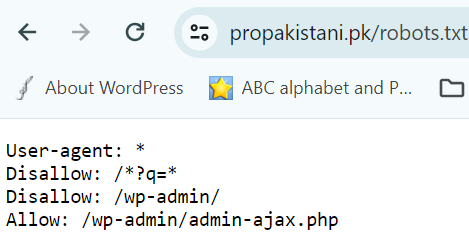 propakistani.pk/robots.txt
About WordPress
ABC alphabet and P...
User-agent: *
Disallow: /*?q=*
Disallow: /wp-admin/
Allow: /wp-admin/admin-ajax.php